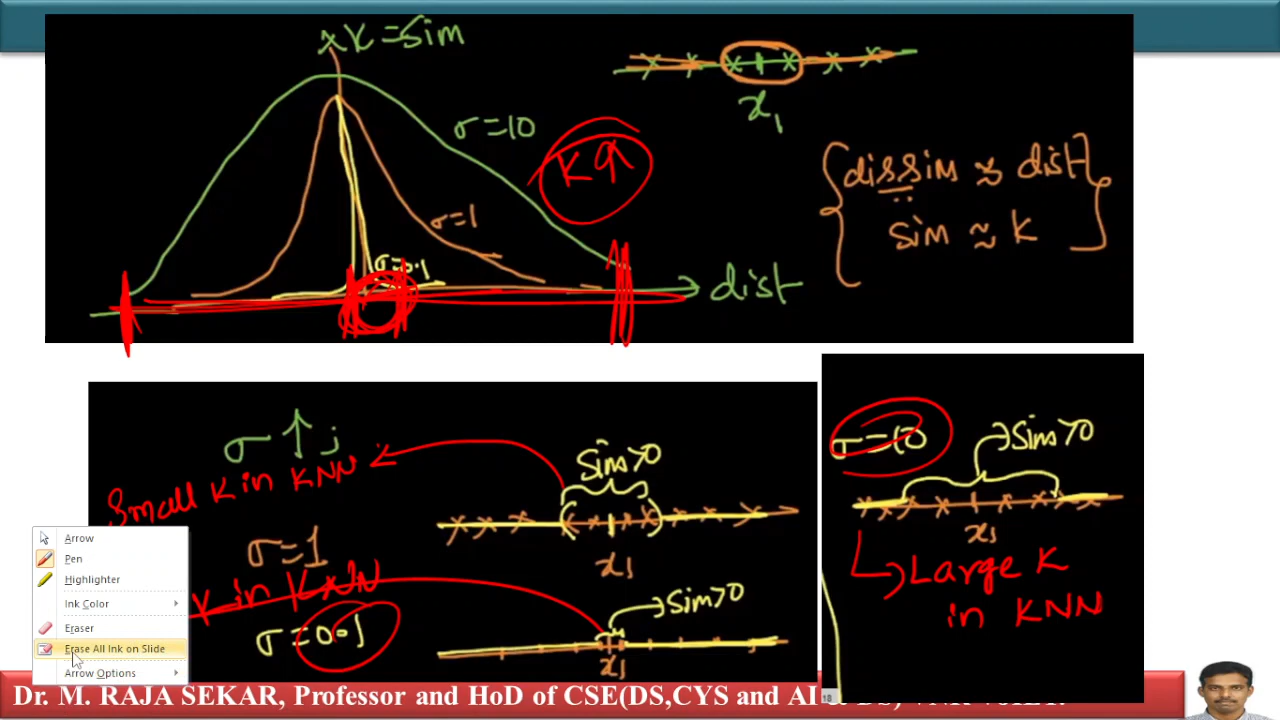 K = Sim
σ = 10
K q
σ = 1
σ = 0.1
dist
x₁
dissim ≈ dist
sim ≈ K
σ ↑ ;
Small K in KNN
Sim>0
x₁
σ = 1
K in KNN
σ = 0.1
Sim>0
x₁
σ = 10
Sim>0
x₁
Large K
in KNN
Arrow
Pen
Highlighter
Ink Color
Eraser
Erase All Ink on Slide
Arrow Options
18
Dr. M. RAJA SEKAR, Professor and HoD of CSE(DS,CYS and AI & DS)